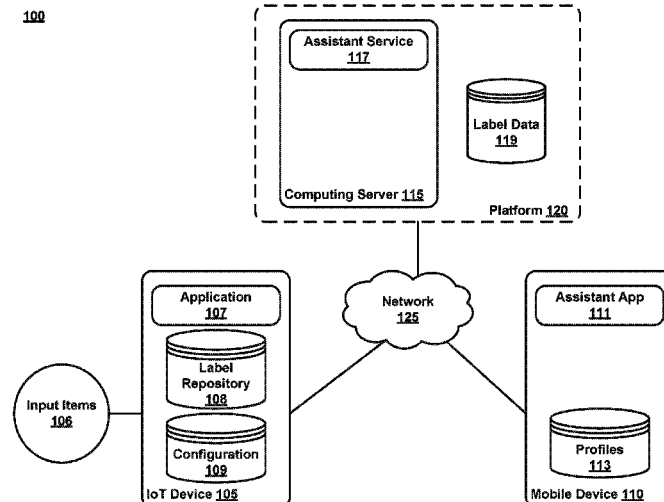 100
Assistant Service
117
Label Data
119
Computing Server 115
Platform 120
Network
125
Application
107
Label
Repository
108
Configuration
109
IoT Device 105
Input Items
106
Assistant App
111
Profiles
113
Mobile Device 110